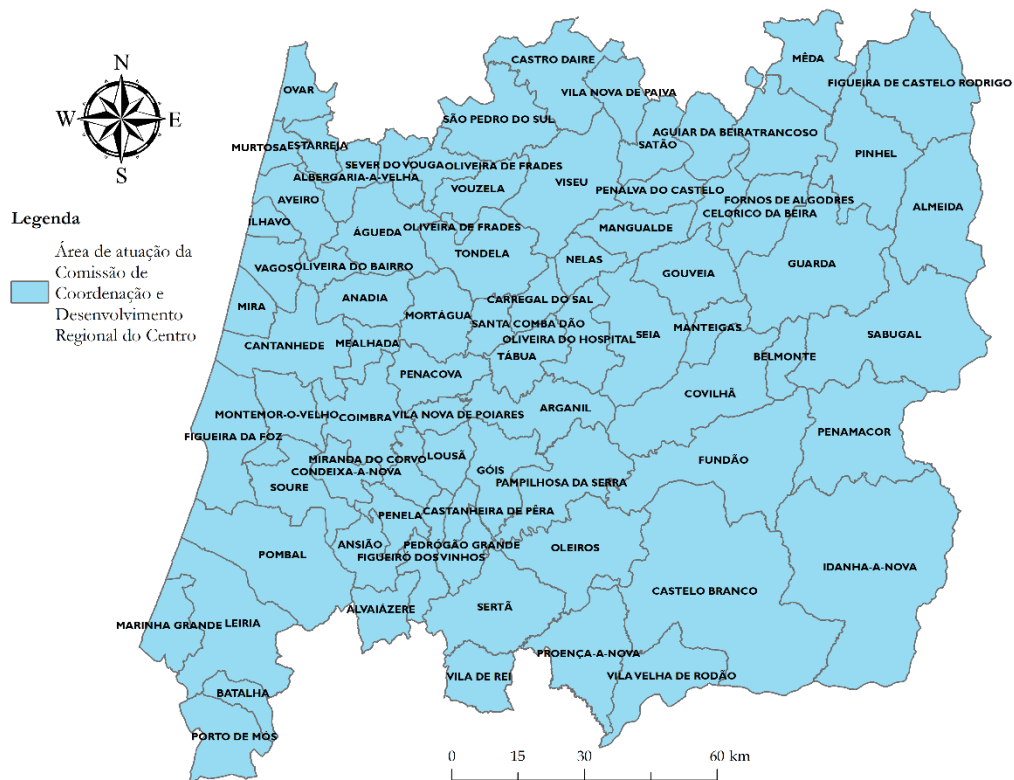 N
W
E
S
Legenda
Área de atuação da
Comissão de
Coordenação e
Desenvolvimento
Regional do Centro
CASTRO DAIRE
MÊDA
FIGUEIRA DE CASTELO RODRIGO
OVAR
VILA NOVA DE PAIVA
SÃO PEDRO DO SUL
AGUIAR DA BEIRA
TRANCOSO
MURTOSA
ESTARREJA
SATÃO
PINHEL
SEVER DO VOUGA
OLIVEIRA DE FRADES
ALBERGARIA-A-VELHA
VOUZELA
VISEU
PENALVA DO CASTELO
AVEIRO
FORNOS DE ALGODRES
ALMEIDA
CELORICO DA BEIRA
ÍLHAVO
ÁGUEDA
OLIVEIRA DE FRADES
MANGUALDE
TONDELA
NELAS
GUARDA
VAGOS
OLIVEIRA DO BAIRRO
GOUVEIA
ANADIA
CARREGAL DO SAL
MIRA
MORTÁGUA
SANTA COMBA DÃO
MANTEIGAS
SEIA
SABUGAL
OLIVEIRA DO HOSPITAL
CANTANHEDE
MEALHADA
TÁBUA
BELMONTE
PENACOVA
COVILHÃ
MONTEMOR-O-VELHO
COIMBRA
VILA NOVA DE POIARES
ARGANIL
FIGUEIRA DA FOZ
PENAMACOR
MIRANDA DO CORVO
LOUSÃ
FUNDÃO
CONDEIXA-A-NOVA
GÓIS
SOURE
PAMPILHOSA DA SERRA
PENELA
CASTANHEIRA DE PÊRA
ANSIÃO
PEDRÓGÃO GRANDE
OLEIROS
POMBAL
FIGUEIRÓ DOS VINHOS
IDANHA-A-NOVA
CASTELO BRANCO
ALVAIÁZERE
SERTÃ
MARINHA GRANDE
LEIRIA
PROENÇA-A-NOVA
VILA DE REI
VILA VELHA DE RODÃO
BATALHA
PORTO DE MÓS
0 15 30 60 km